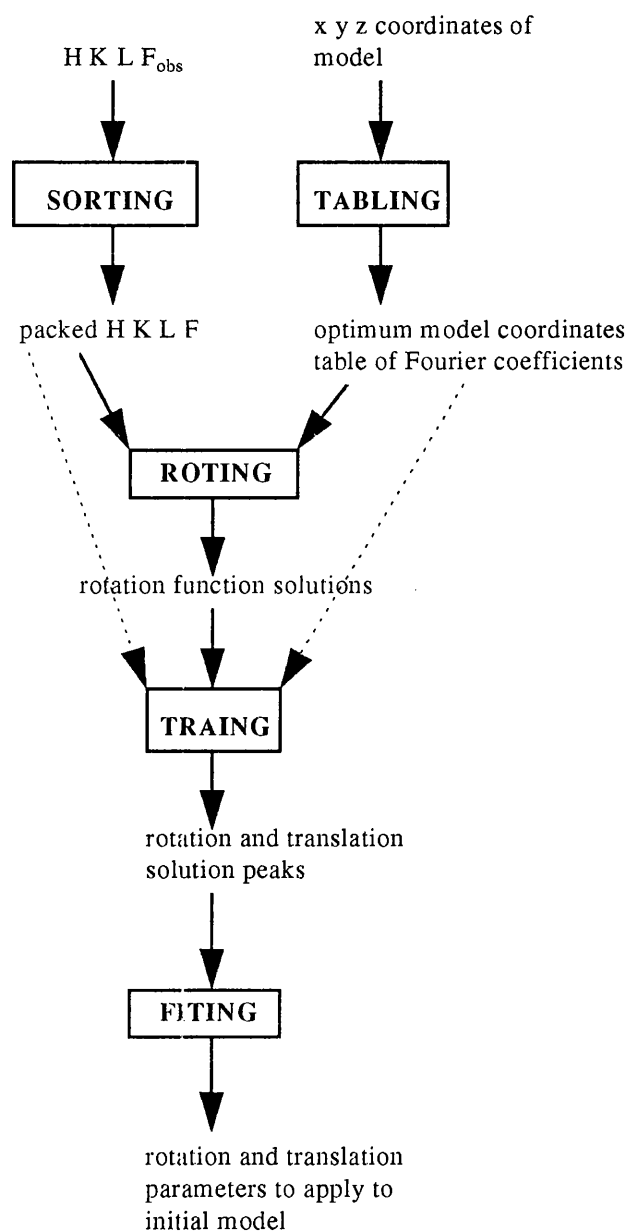 H K L Fobs
x y z coordinates of
model
SORTING
TABLING
packed H K L F
optimum model coordinates
table of Fourier coefficients
ROTING
rotation function solutions
TRAING
rotation and translation
solution peaks
FITING
rotation and translation
parameters to apply to
initial model